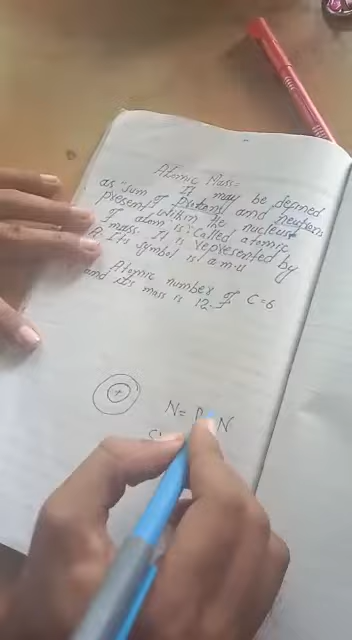 Atomic Mass=
It may be defined
as "sum of Protons and neutrons
present within the nucleus
of atom is called atomic
mass. It is represented by
A. Its symbol is a.m.u
Atomic number of C=6
and its mass is 12.
+
N= P N